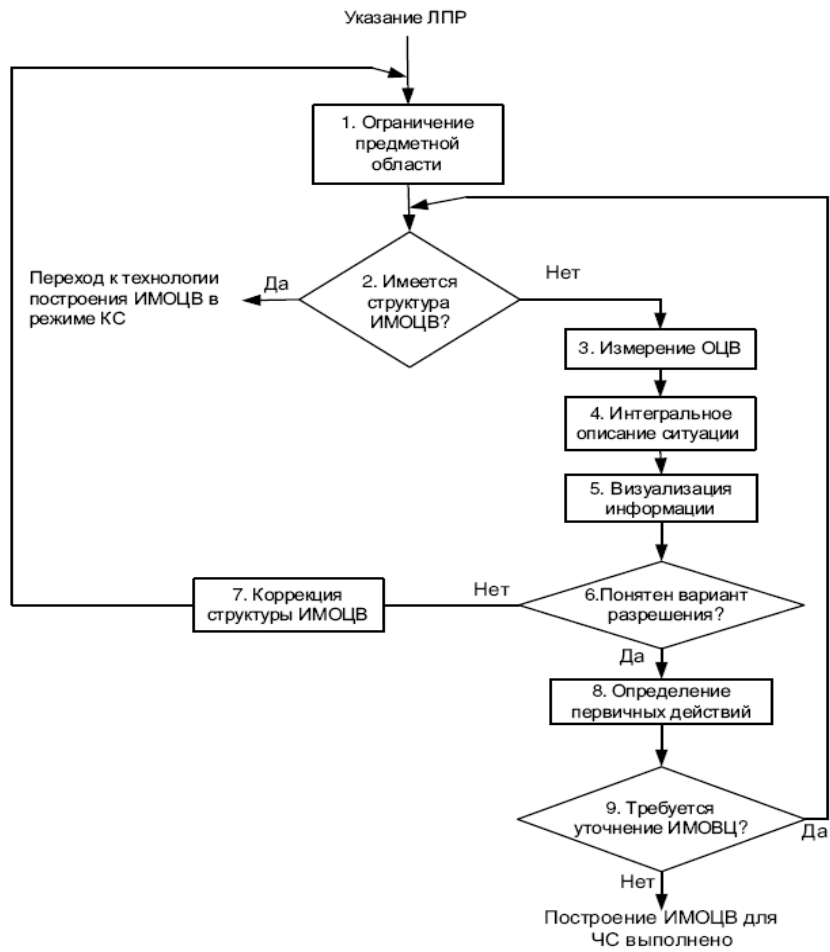 Указание ЛПР
1. Ограничение
предметной
области
Переход к технологии
построения ИМОЦВ в
режиме КС
Да
2. Имеется
структура
ИМОЦВ?
Нет
3. Измерение ОЦВ
4. Интегральное
описание ситуации
5. Визуализация
информации
7. Коррекция
структуры ИМОЦВ
Нет
6.Понятен вариант
разрешения?
Да
8. Определение
первичных действий
9. Требуется
уточнение ИМОВЦ?
Да
Нет
Построение ИМОЦВ для
ЧС выполнено